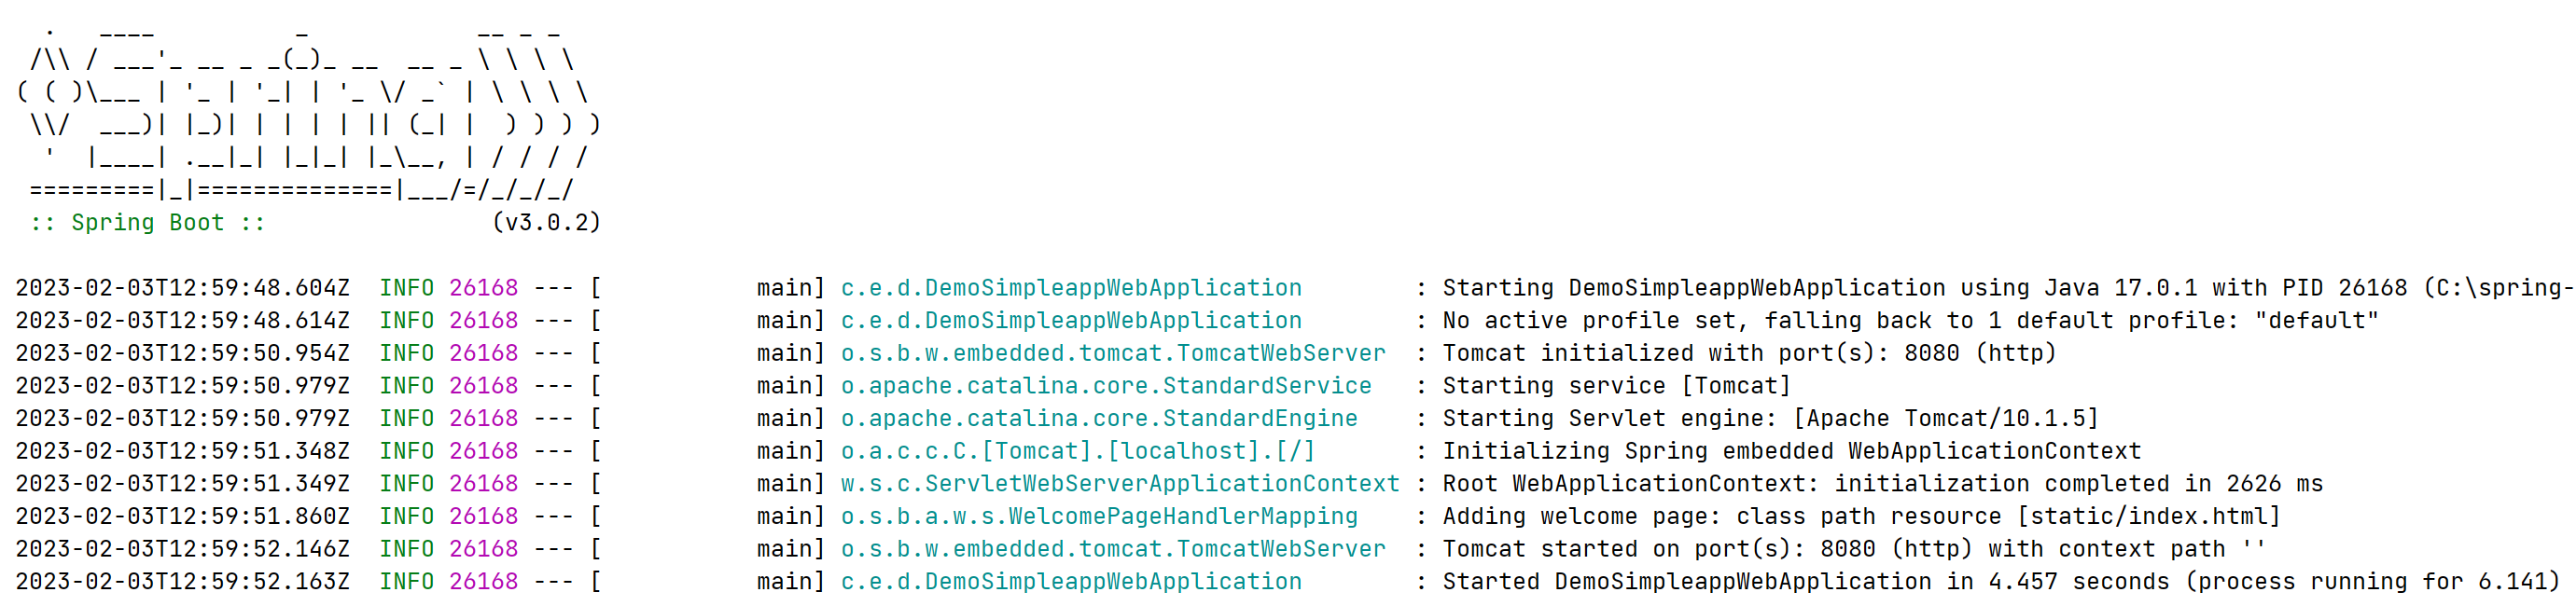 .   ____          _            __ _ _
 /\\ / ___'_ __ _ _(_)_ __  __ _ \ \ \ \
( ( )\___ | '_ | '_| | '_ \/ _` | \ \ \ \
 \\/  ___)| |_)| | | | | || (_| |  ) ) ) )
  '  |____| .__|_| |_|_| |_\__, | / / / /
 =========|_|==============|___/=/_/_/_/
 :: Spring Boot ::                (v3.0.2)
2023-02-03T12:59:48.604Z  INFO 26168 --- [           main] c.e.d.DemoSimpleappWebApplication        : Starting DemoSimpleappWebApplication using Java 17.0.1 with PID 26168 (C:\spring-
2023-02-03T12:59:48.614Z  INFO 26168 --- [           main] c.e.d.DemoSimpleappWebApplication        : No active profile set, falling back to 1 default profile: "default"
2023-02-03T12:59:50.954Z  INFO 26168 --- [           main] o.s.b.w.embedded.tomcat.TomcatWebServer  : Tomcat initialized with port(s): 8080 (http)
2023-02-03T12:59:50.979Z  INFO 26168 --- [           main] o.apache.catalina.core.StandardService   : Starting service [Tomcat]
2023-02-03T12:59:50.979Z  INFO 26168 --- [           main] o.apache.catalina.core.StandardEngine    : Starting Servlet engine: [Apache Tomcat/10.1.5]
2023-02-03T12:59:51.348Z  INFO 26168 --- [           main] o.a.c.c.C.[Tomcat].[localhost].[/]       : Initializing Spring embedded WebApplicationContext
2023-02-03T12:59:51.349Z  INFO 26168 --- [           main] w.s.c.ServletWebServerApplicationContext : Root WebApplicationContext: initialization completed in 2626 ms
2023-02-03T12:59:51.860Z  INFO 26168 --- [           main] o.s.b.a.w.s.WelcomePageHandlerMapping    : Adding welcome page: class path resource [static/index.html]
2023-02-03T12:59:52.146Z  INFO 26168 --- [           main] o.s.b.w.embedded.tomcat.TomcatWebServer  : Tomcat started on port(s): 8080 (http) with context path ''
2023-02-03T12:59:52.163Z  INFO 26168 --- [           main] c.e.d.DemoSimpleappWebApplication        : Started DemoSimpleappWebApplication in 4.457 seconds (process running for 6.141)